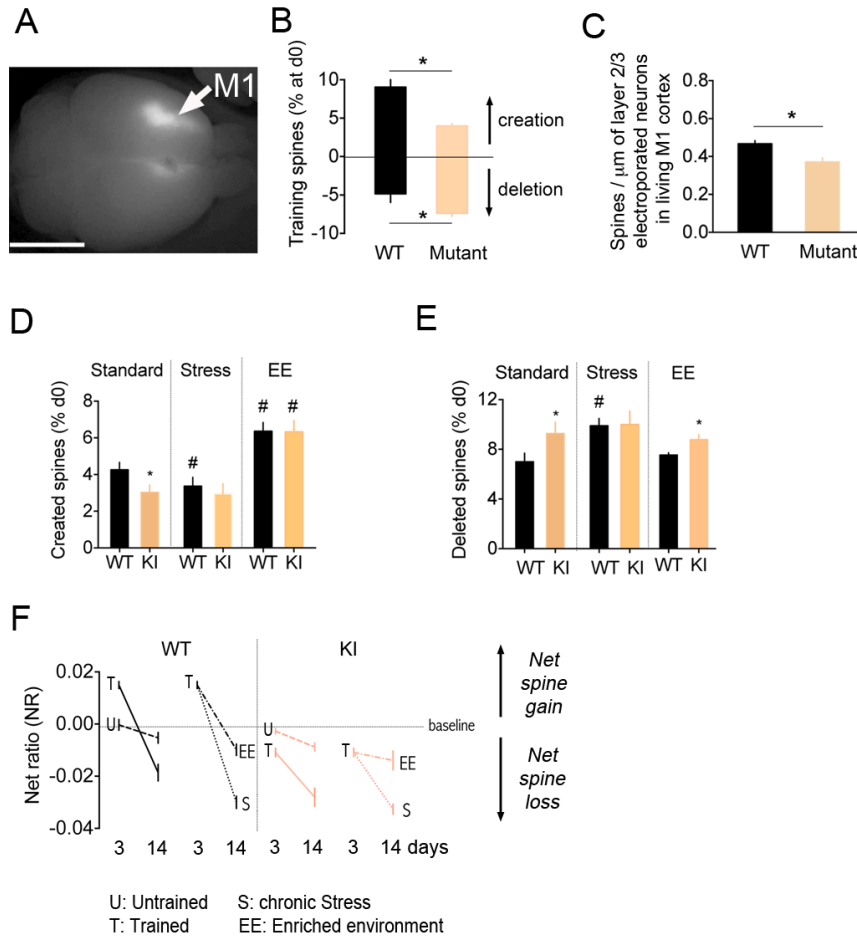 A
M1
B
Training spines (% at d0)
10
5
0
-5
-10
*
*
creation
deletion
WT Mutant
C
Spines / μm of layer 2/3
electroporated neurons
in living M1 cortex
0.8
0.6
0.4
0.2
0.0
*
WT Mutant
D
Standard Stress EE
Created spines (% d0)
8
6
4
2
0
*
#
# #
WT KI WT KI WT KI
E
Standard Stress EE
Deleted spines (% d0)
12
8
4
0
*
#
*
WT KI WT KI WT KI
F
WT KI
Net ratio (NR)
0.02
0.00
-0.02
-0.04
T
U
T
EE
S
U
T
T
EE
S
baseline
3 14 3 14 3 14 3 14 days
Net
spine
gain
Net
spine
loss
U: Untrained S: chronic Stress
T: Trained EE: Enriched environment